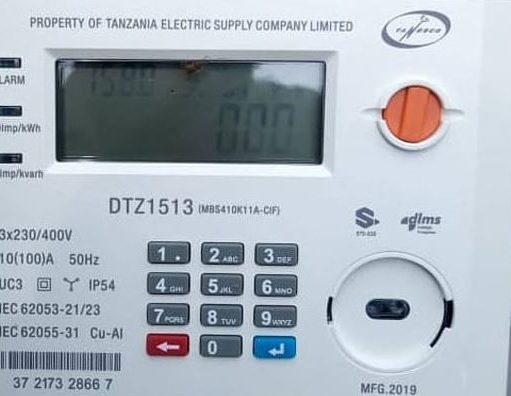 PROPERTY OF TANZANIA ELECTRIC SUPPLY COMPANY LIMITED
TANESCO
LARM
imp/kWh
imp/kvarh
000
DTZ1513 (MBS410K11A-CIF)
3x230/400V
10(100)A 50Hz
UC3 IP54
IEC 62053-21/23
IEC 62055-31 Cu-Al
37 2173 2866 7
S
dlms
1 .
2 ABC
3 DEF
4 GHI
5 JKL
6 MNO
7 PQRS
8 TUV
9 WXYZ
0
MFG.2019